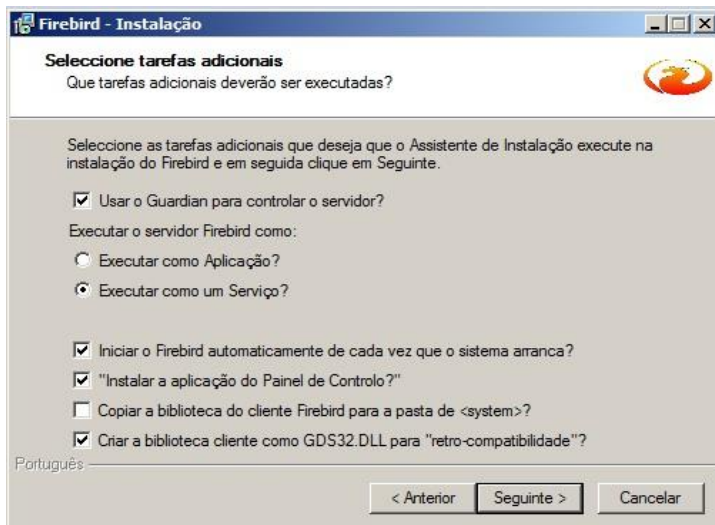 Firebird - Instalação
Seleccione tarefas adicionais
Que tarefas adicionais deverão ser executadas?
Seleccione as tarefas adicionais que deseja que o Assistente de Instalação execute na
instalação do Firebird e em seguida clique em Seguinte.
Usar o Guardian para controlar o servidor?
Executar o servidor Firebird como:
Executar como Aplicação?
Executar como um Serviço?
Iniciar o Firebird automaticamente de cada vez que o sistema arranca?
"Instalar a aplicação do Painel de Controlo?"
Copiar a biblioteca do cliente Firebird para a pasta de <system>?
Criar a biblioteca cliente como GDS32.DLL para "retro-compatibilidade"?
Português
< Anterior Seguinte > Cancelar